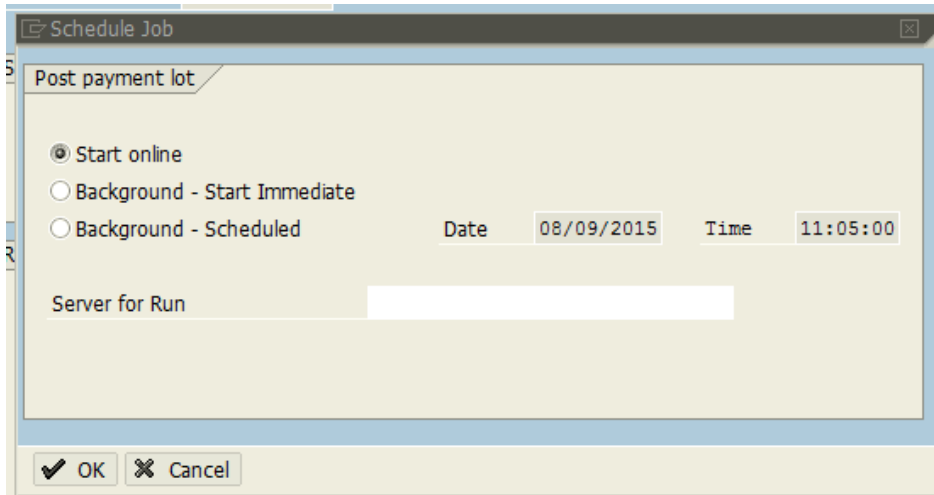 Schedule Job
S
Post payment lot
Start online
Background - Start Immediate
Background - Scheduled Date 08/09/2015 Time 11:05:00
R
Server for Run
OK Cancel